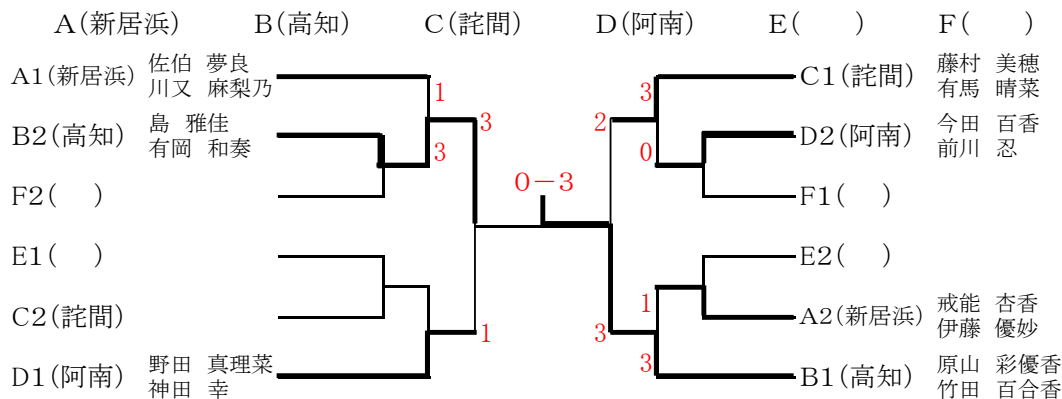 A(新居浜) B(高知) C(詫間) D(阿南) E( ) F( )
A1(新居浜) 佐伯 夢良
川又 麻梨乃
1
3
B2(高知) 島 雅佳
有岡 和奏
3
F2( )
E1( )
C2(詫間)
1
D1(阿南) 野田 真理菜
神田 幸
0-3
3
C1(詫間) 藤村 美穂
有馬 晴菜
2
0
D2(阿南) 今田 百香
前川 忍
F1( )
E2( )
1
A2(新居浜) 戒能 杏香
伊藤 優妙
3
3
B1(高知) 原山 彩優香
竹田 百合香